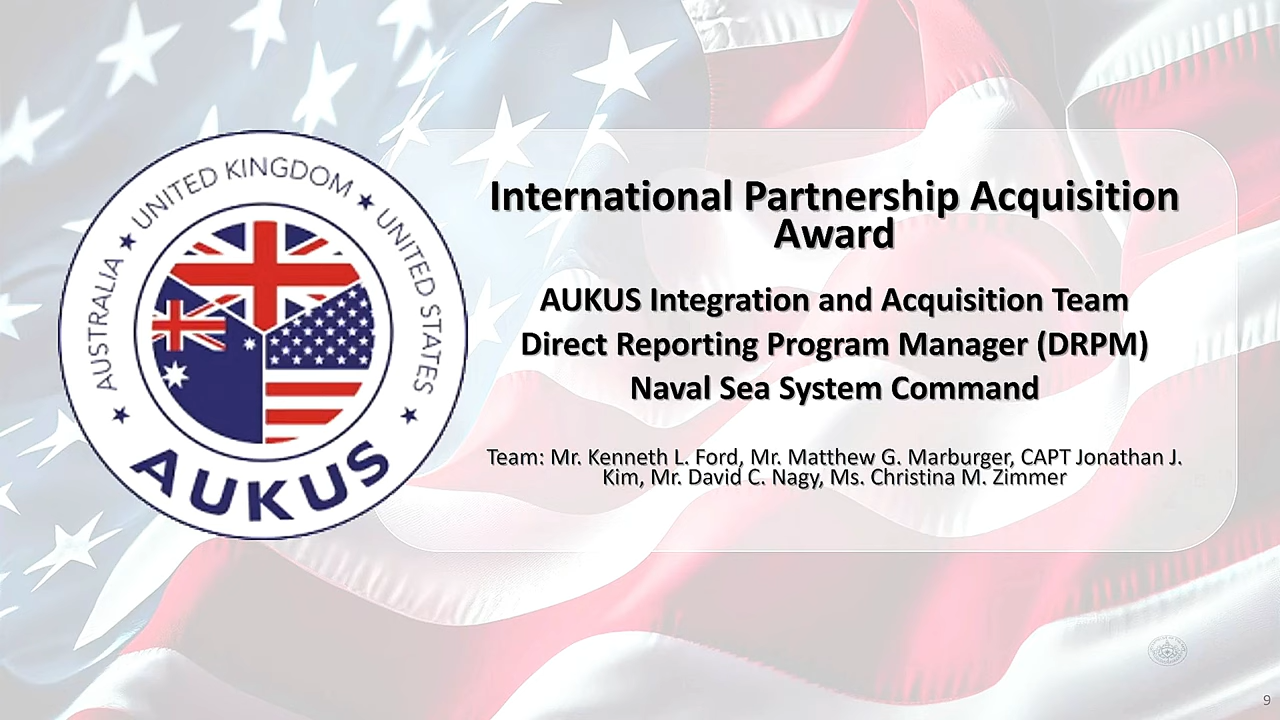 AUSTRALIA ★ UNITED KINGDOM ★ UNITED STATES
AUKUS
International Partnership Acquisition
Award
AUKUS Integration and Acquisition Team
Direct Reporting Program Manager (DRPM)
Naval Sea System Command
Team: Mr. Kenneth L. Ford, Mr. Matthew G. Marburger, CAPT Jonathan J.
Kim, Mr. David C. Nagy, Ms. Christina M. Zimmer
9